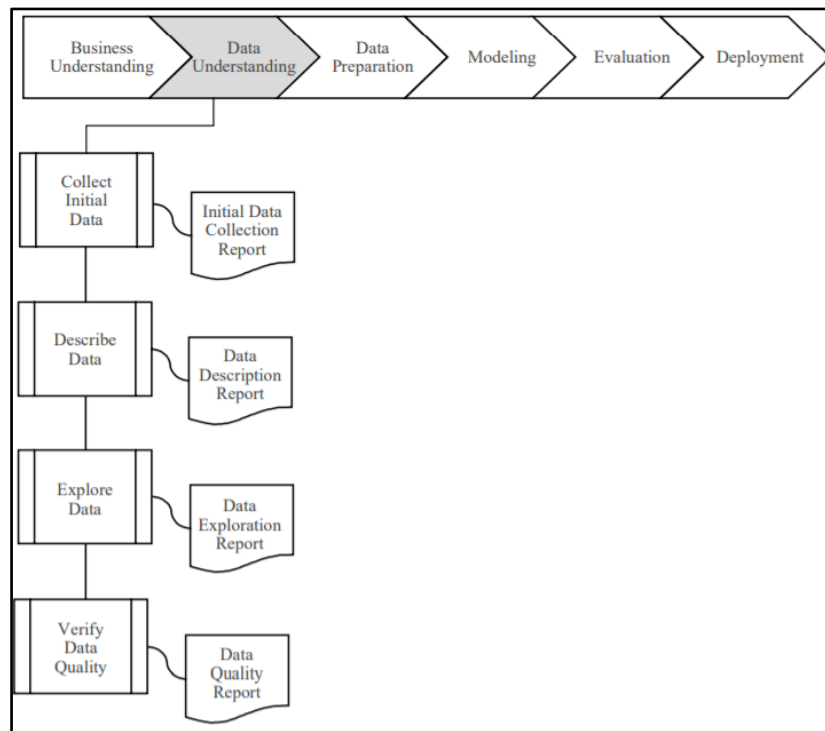 Business
Understanding
Data
Understanding
Data
Preparation
Modeling
Evaluation
Deployment
Collect
Initial
Data
Initial Data
Collection
Report
Describe
Data
Data
Description
Report
Explore
Data
Data
Exploration
Report
Verify
Data
Quality
Data
Quality
Report